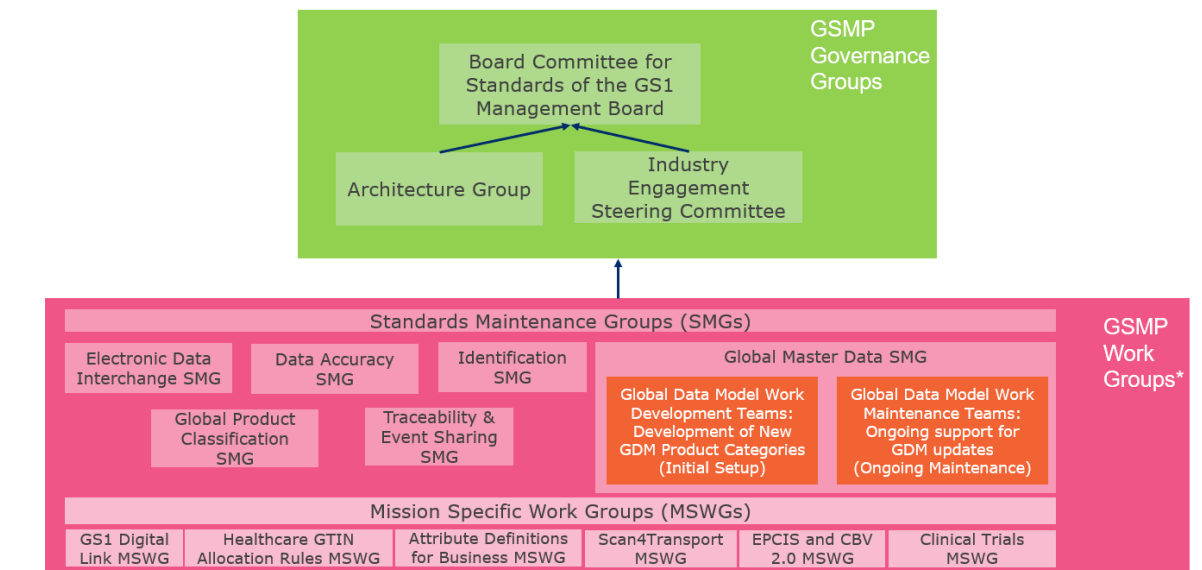 GSMP
Governance
Groups
Board Committee for
Standards of the GS1
Management Board
Architecture Group
Industry
Engagement
Steering Committee
GSMP
Work
Groups*
Standards Maintenance Groups (SMGs)
Electronic Data
Interchange SMG
Data Accuracy
SMG
Identification
SMG
Global Product
Classification
SMG
Traceability &
Event Sharing
SMG
Global Master Data SMG
Global Data Model Work
Development Teams:
Development of New
GDM Product Categories
(Initial Setup)
Global Data Model Work
Maintenance Teams:
Ongoing support for
GDM updates
(Ongoing Maintenance)
Mission Specific Work Groups (MSWGs)
GS1 Digital
Link MSWG
Healthcare GTIN
Allocation Rules MSWG
Attribute Definitions
for Business MSWG
Scan4Transport
MSWG
EPCIS and CBV
2.0 MSWG
Clinical Trials
MSWG